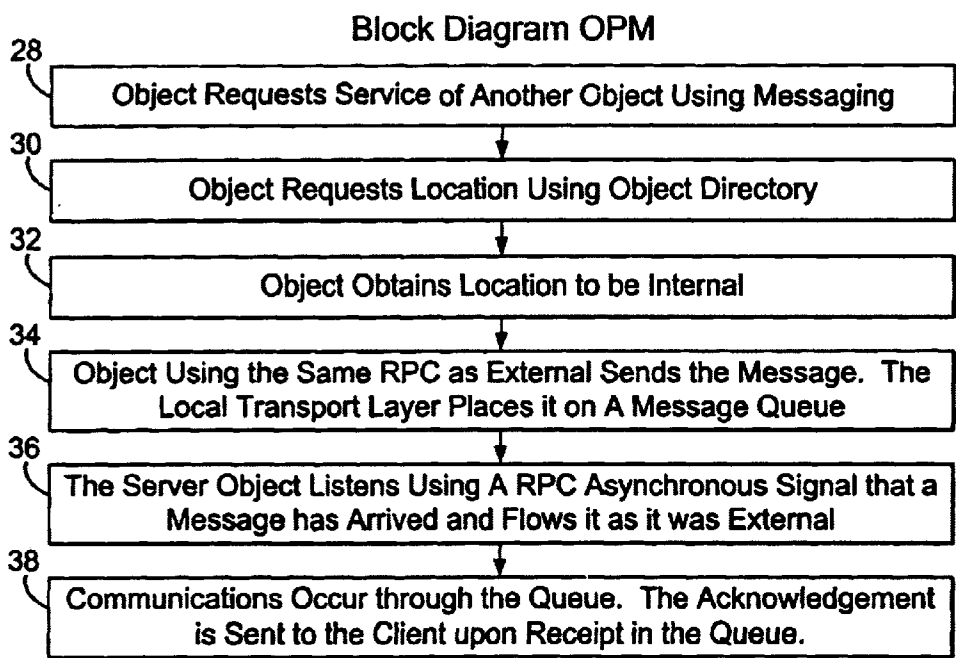 Block Diagram OPM
28
Object Requests Service of Another Object Using Messaging
30
Object Requests Location Using Object Directory
32
Object Obtains Location to be Internal
34
Object Using the Same RPC as External Sends the Message. The
Local Transport Layer Places it on A Message Queue
36
The Server Object Listens Using A RPC Asynchronous Signal that a
Message has Arrived and Flows it as it was External
38
Communications Occur through the Queue. The Acknowledgement
is Sent to the Client upon Receipt in the Queue.